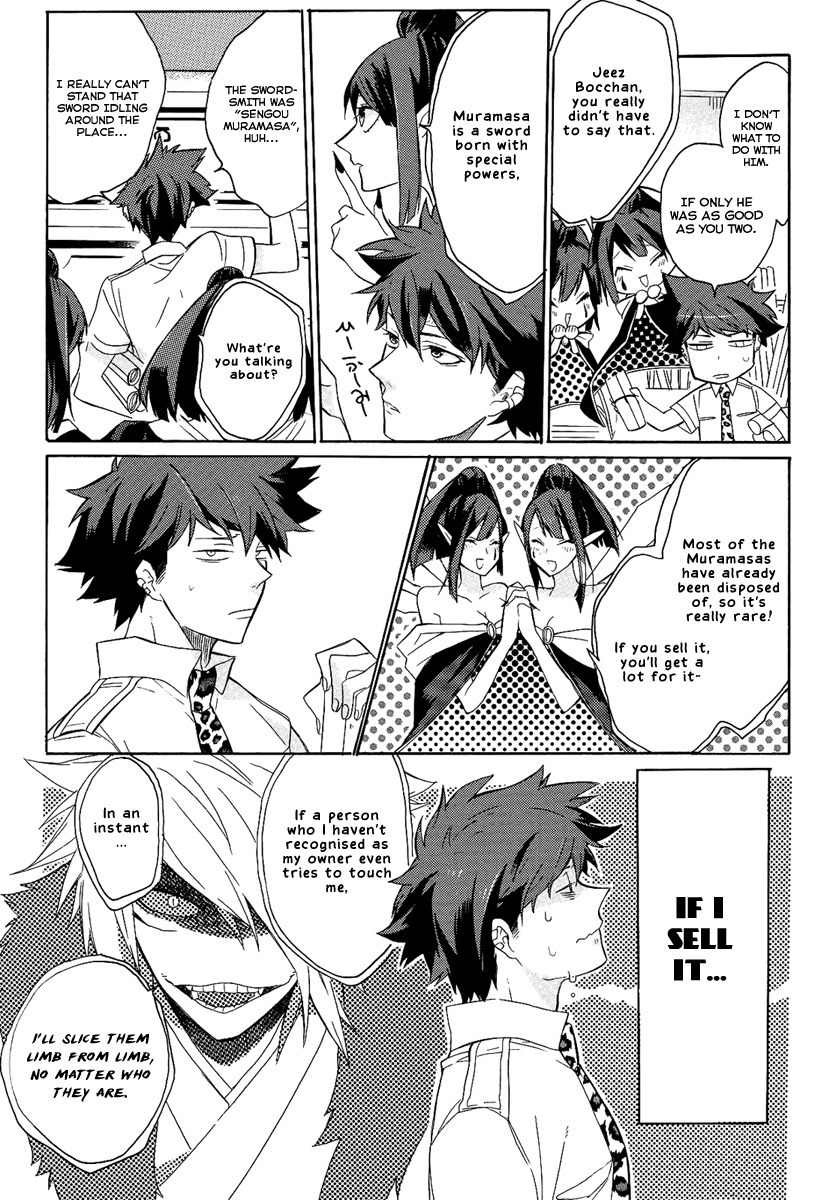 I DON'T
KNOW
WHAT TO
DO WITH
HIM.
IF ONLY HE
WAS AS GOOD
AS YOU TWO.
Jeez
Bocchan,
you really
didn't have
to say that.
Muramasa
is a sword
born with
special
powers,
じーっ
THE SWORD-
SMITH WAS
"SENGOU
MURAMASA",
HUH...
I REALLY CAN'T
STAND THAT
SWORD IDLING
AROUND THE
PLACE...
What're
you talking
about?
Most of the
Muramasas
have already
been disposed
of, so it's
really rare!
If you sell it,
you'll get a
lot for it-
IF I
SELL
IT...
If a person
who I haven't
recognised as
my owner even
tries to touch
me,
In an
instant
...
I'LL SLICE THEM
LIMB FROM LIMB,
NO MATTER WHO
THEY ARE.